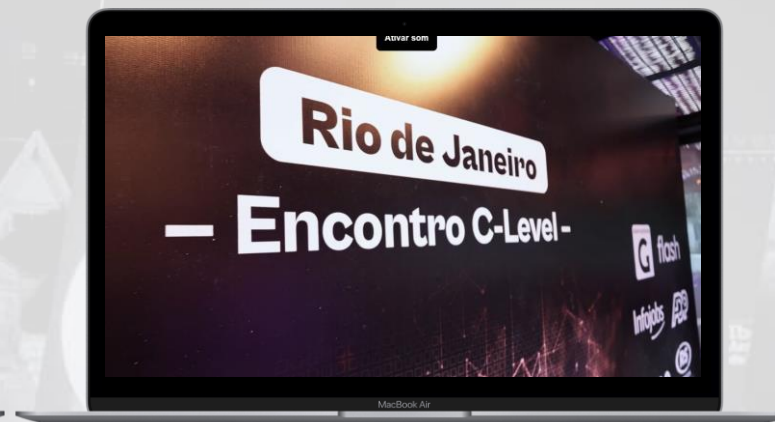 Ativar som
Rio de Janeiro
– Encontro C-Level -
G flash
Infojobs
MacBook Air